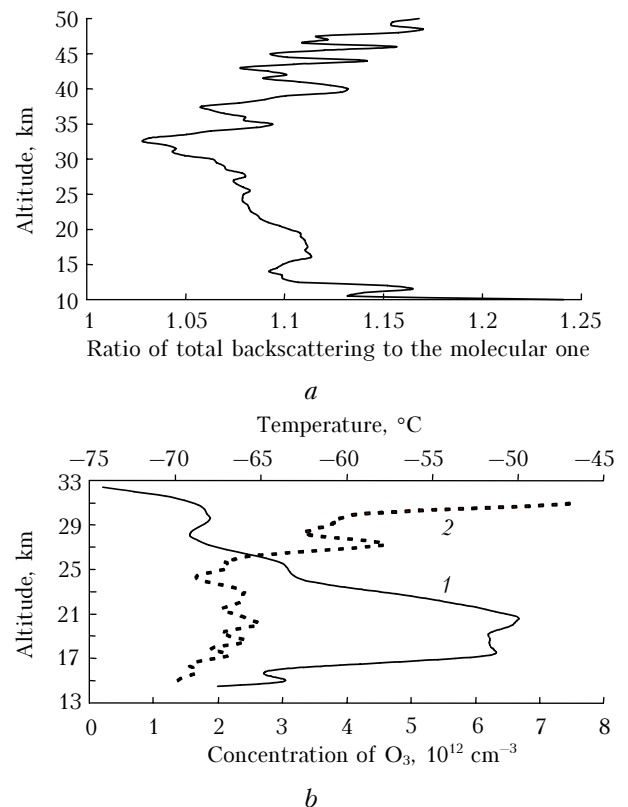 50
45
40
35
30
25
20
15
10
Altitude, km
1 1.05 1.1 1.15 1.2 1.25
Ratio of total backscattering to the molecular one
a
Temperature, °C
–75 –70 –65 –60 –55 –50 –45
33
29
25
21
17
13
Altitude, km
2
1
0 1 2 3 4 5 6 7 8
Concentration of O₃, 10¹² cm⁻³
b